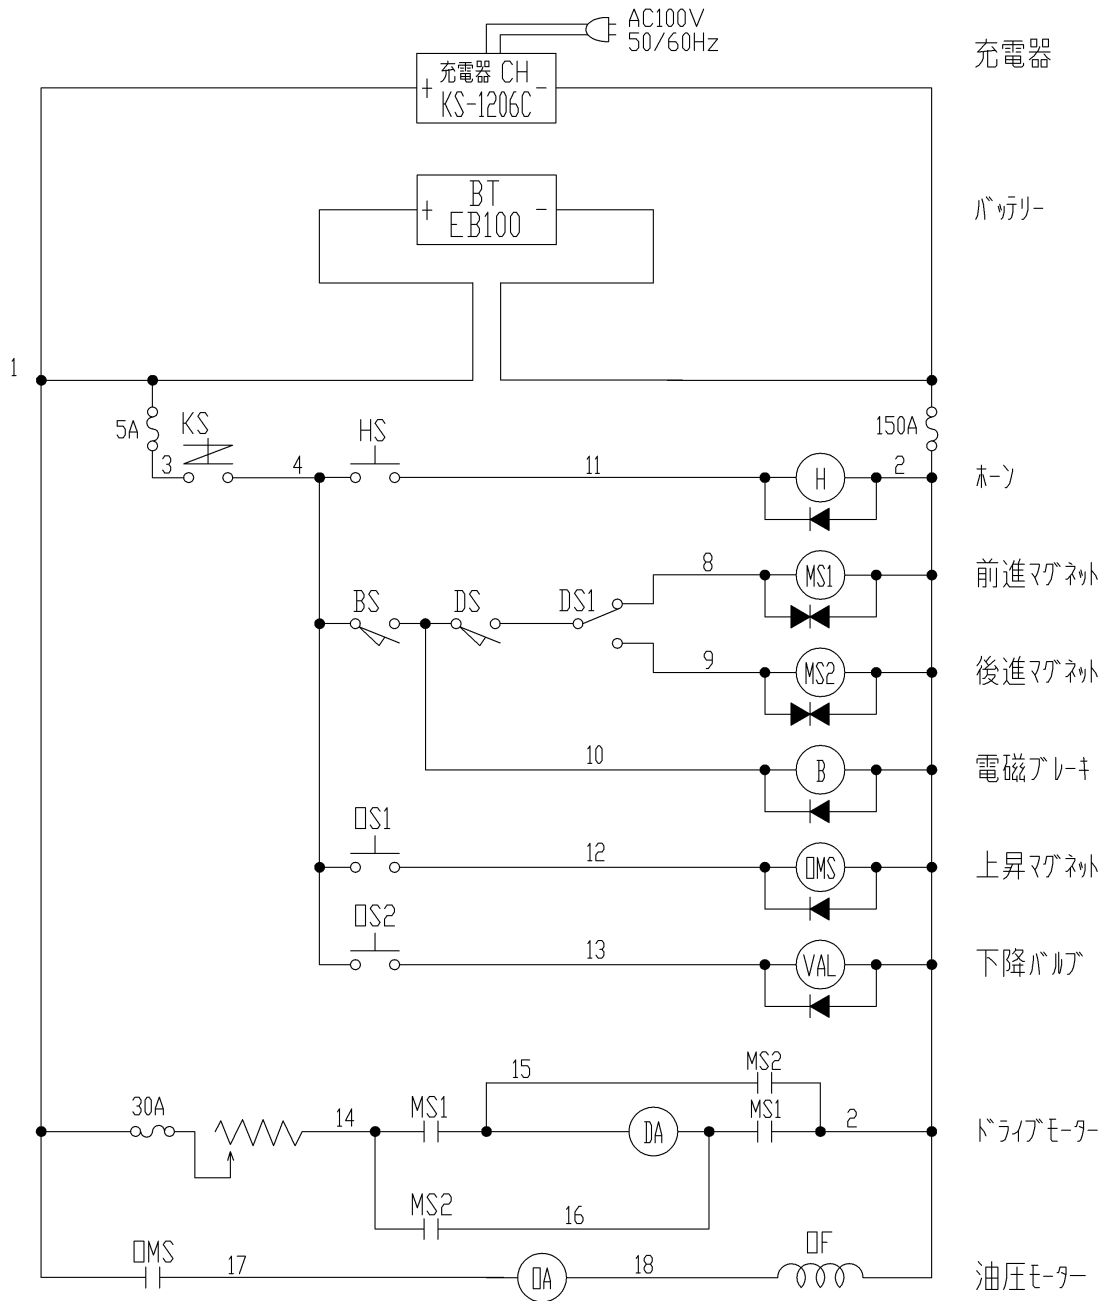 AC100V
50/60Hz
充電器
充電器 CH
+ −
KS-1206C
BT
+ −
EB100
バッテリー
1
5A
KS
3
4
HS
11
H
2
150A
ホーン
8
MS1
前進マグネット
BS
DS
DS1
9
MS2
後進マグネット
10
B
電磁ブレーキ
OS1
12
OMS
上昇マグネット
OS2
13
VAL
下降バルブ
15
MS2
30A
14
MS1
DA
MS1
2
ドライブモーター
MS2
16
OMS
17
OA
18
OF
油圧モーター